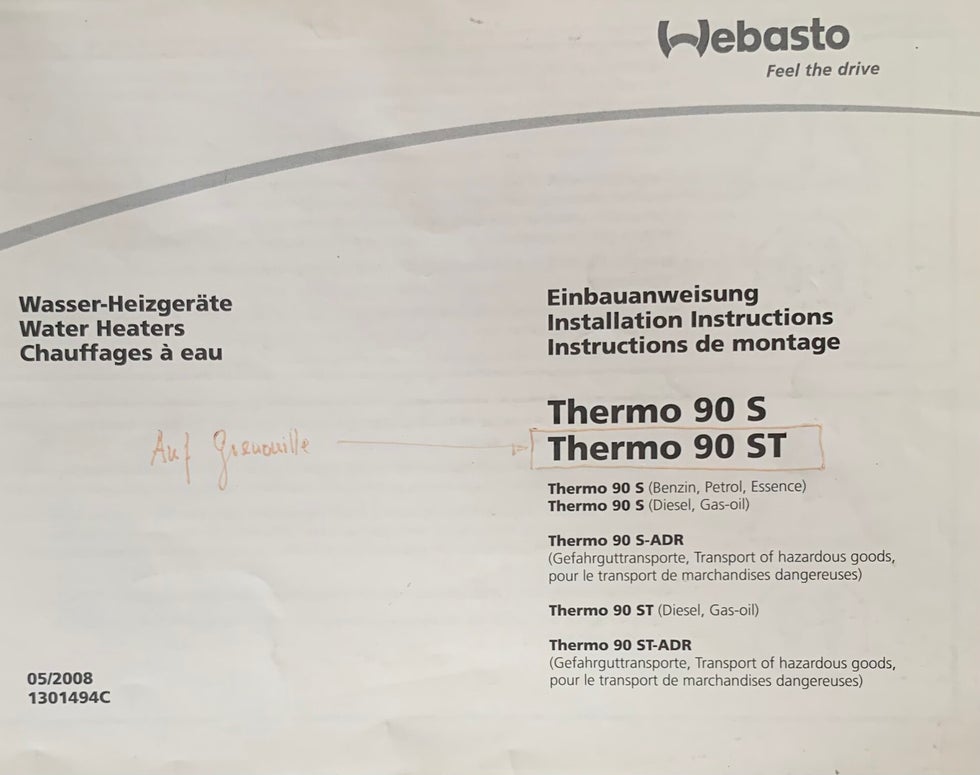 Webasto
Feel the drive
Wasser-Heizgeräte
Water Heaters
Chauffages à eau
Einbauanweisung
Installation Instructions
Instructions de montage
Thermo 90 S
Auf Grenouille
Thermo 90 ST
Thermo 90 S (Benzin, Petrol, Essence)
Thermo 90 S (Diesel, Gas-oil)
Thermo 90 S-ADR
(Gefahrguttransporte, Transport of hazardous goods,
pour le transport de marchandises dangereuses)
Thermo 90 ST (Diesel, Gas-oil)
Thermo 90 ST-ADR
(Gefahrguttransporte, Transport of hazardous goods,
pour le transport de marchandises dangereuses)
05/2008
1301494C